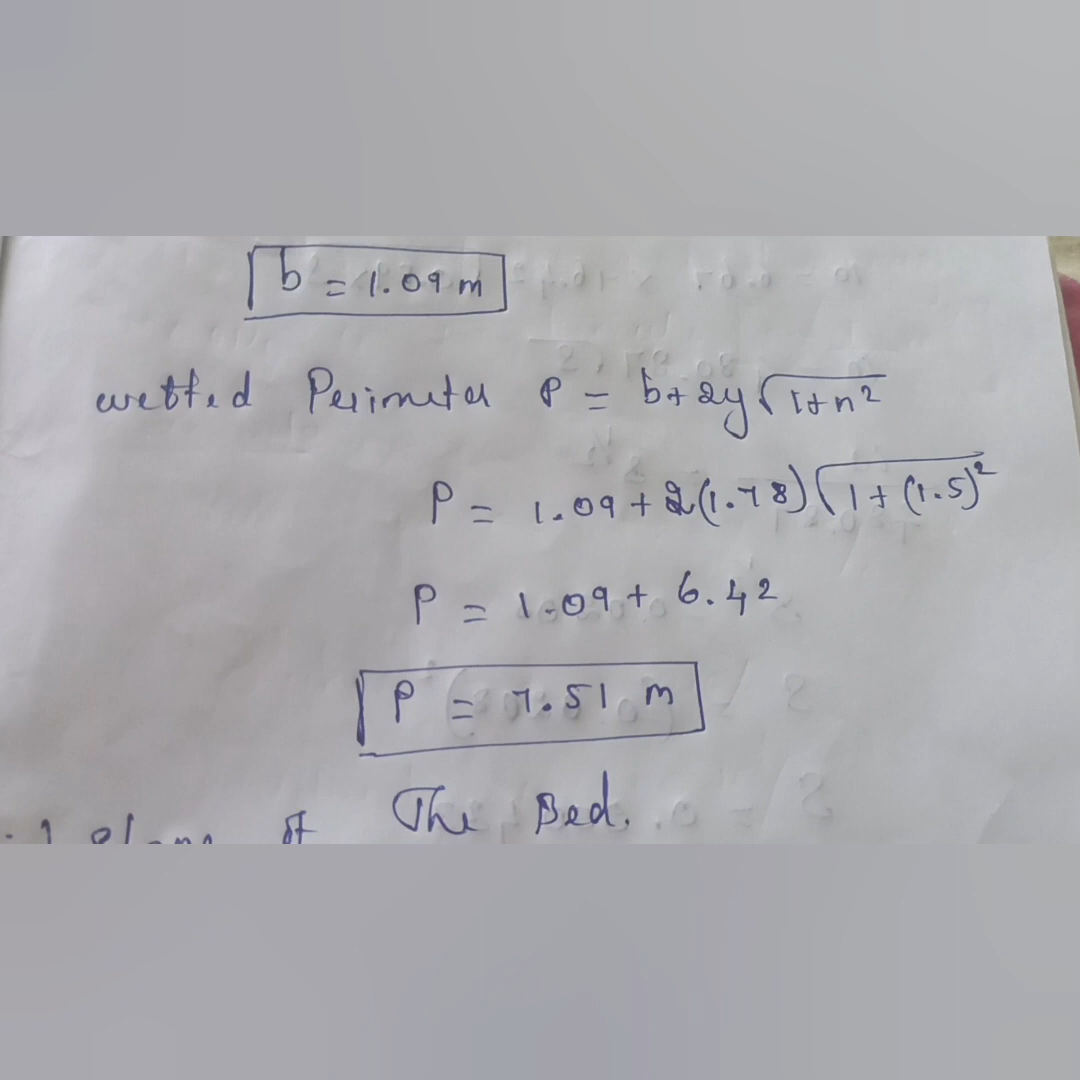 b = 1.09 m
wetted Perimeter P = b + 2y √(1+n²)
P = 1.09 + 2(1.78) √(1 + (1.5)²)
P = 1.09 + 6.42
P = 7.51 m
The Bed.